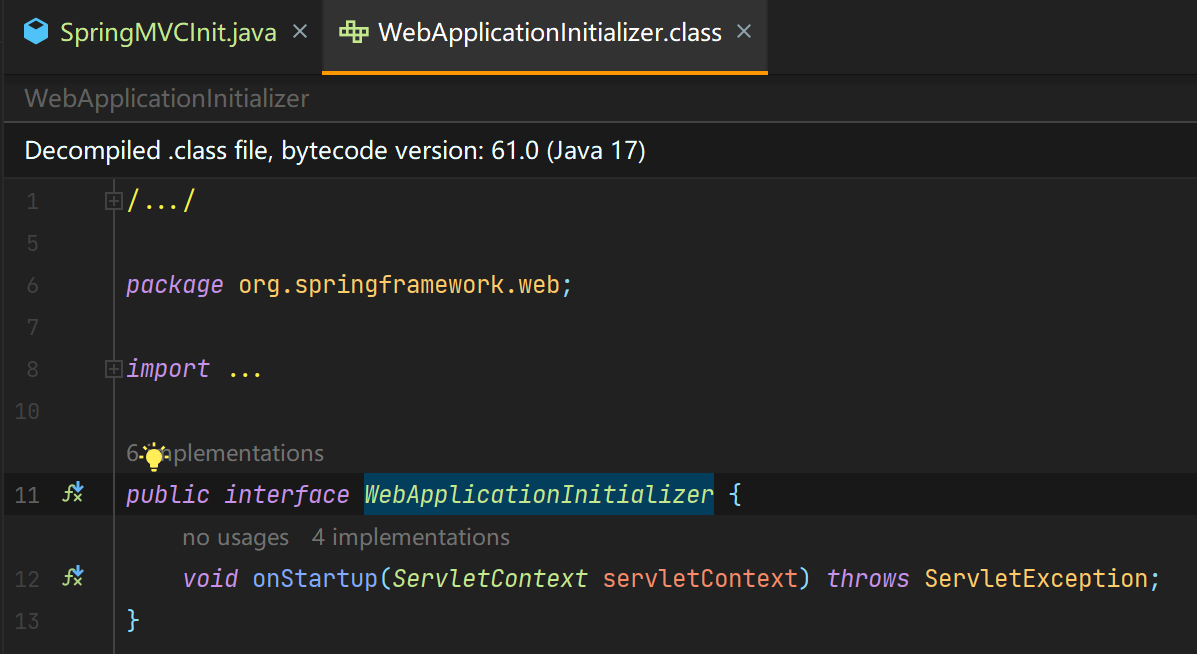 SpringMVCInit.java × WebApplicationInitializer.class ×
WebApplicationInitializer
Decompiled .class file, bytecode version: 61.0 (Java 17)
1 /.../
5
6 package org.springframework.web;
7
8 import ...
10
6 implementations
11 public interface WebApplicationInitializer {
no usages 4 implementations
12 void onStartup(ServletContext servletContext) throws ServletException;
13 }